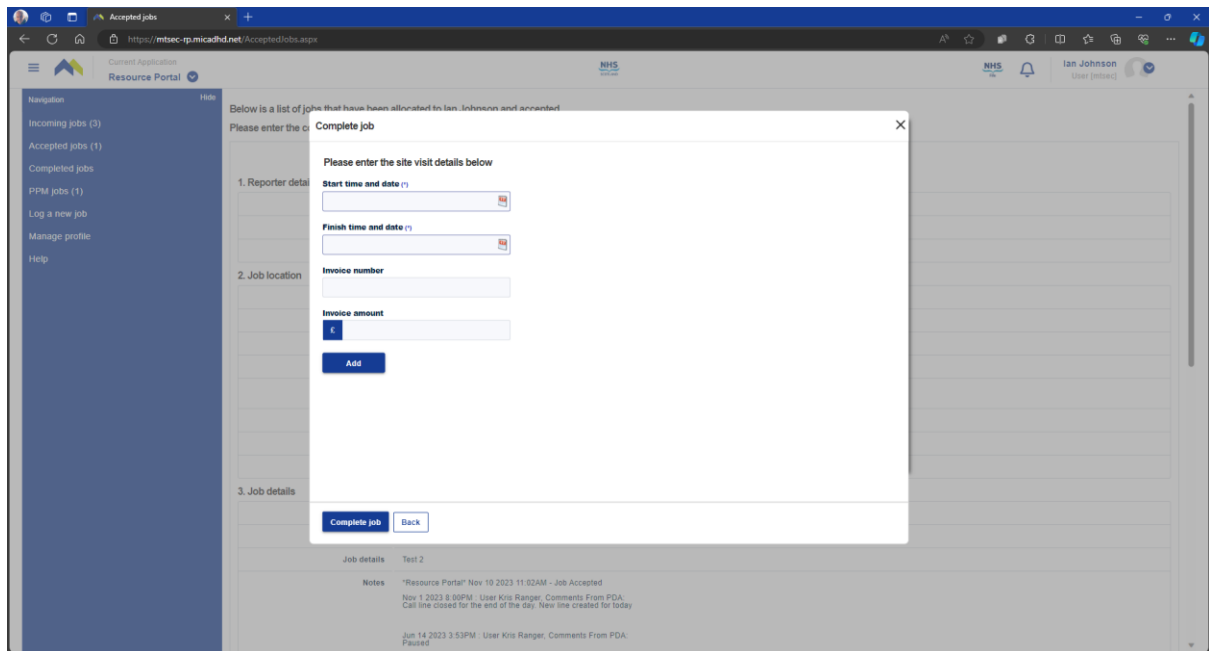 Accepted jobs
https://mtsec-rp.micadhd.net/AcceptedJobs.aspx
Current Application
Resource Portal
NHS
NHS
Ian Johnson
User [mtsec]
Navigation
Hide
Incoming jobs (3)
Accepted jobs (1)
Completed jobs
PPM jobs (1)
Log a new job
Manage profile
Help
Below is a list of jobs that have been allocated to Ian Johnson and accepted
Please enter the c
Complete job
Please enter the site visit details below
1. Reporter detai
Start time and date (*)
Finish time and date (*)
2. Job location
Invoice number
Invoice amount
£
Add
3. Job details
Complete job
Back
Job details Test 2
Notes "Resource Portal" Nov 10 2023 11:02AM - Job Accepted
Nov 1 2023 8:00PM : User Kris Ranger, Comments From PDA:
Call line closed for the end of the day. New line created for today
Jun 14 2023 3:53PM : User Kris Ranger, Comments From PDA:
Paused